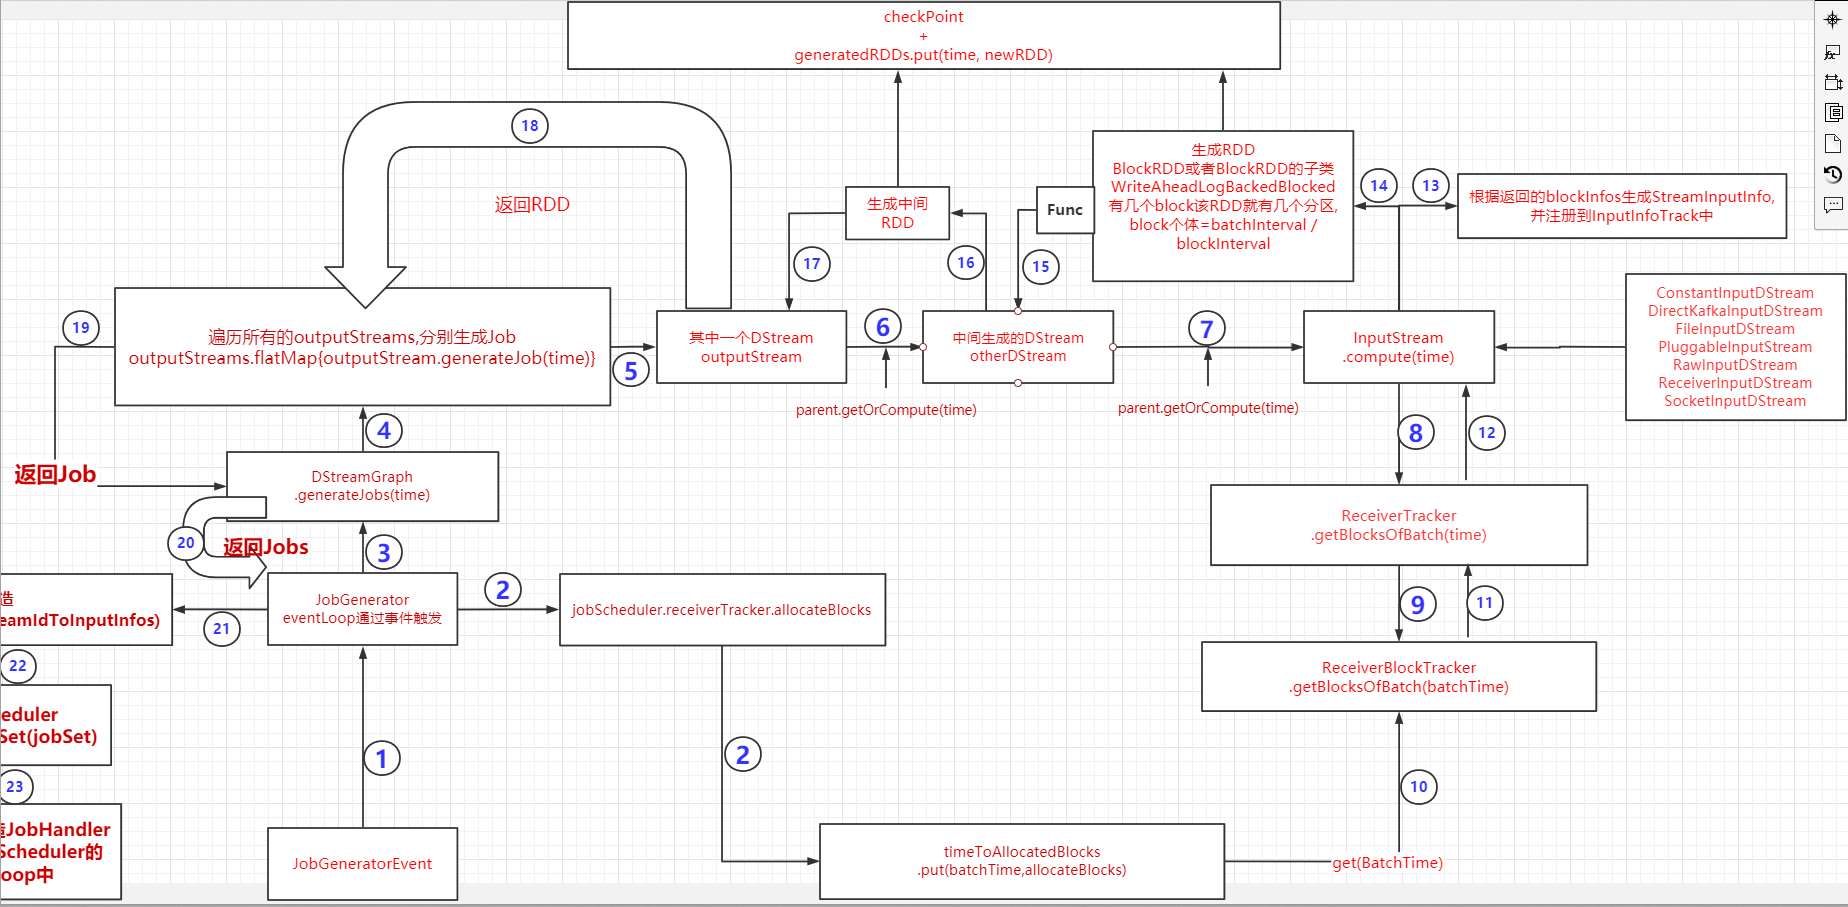 checkPoint
+
generatedRDDs.put(time, newRDD)
18
返回RDD
生成RDD
BlockRDD或者BlockRDD的子类
WriteAheadLogBackedBlocked
有几个block该RDD就有几个分区,
block个体=batchInterval /
blockInterval
14
13
根据返回的blockInfos生成StreamInputInfo,
并注册到InputInfoTrack中
生成中间
RDD
Func
17
16
15
19
遍历所有的outputStreams,分别生成Job
outputStreams.flatMap{outputStream.generateJob(time)}
5
其中一个DStream
outputStream
6
parent.getOrCompute(time)
中间生成的DStream
otherDStream
7
parent.getOrCompute(time)
InputStream
.compute(time)
ConstantInputDStream
DirectKafkaInputDStream
FileInputDStream
PluggableInputStream
RawInputDStream
ReceiverInputDStream
SocketInputDStream
4
8
12
返回Job
DStreamGraph
.generateJobs(time)
ReceiverTracker
.getBlocksOfBatch(time)
20
返回Jobs
3
造
eamIdToInputInfos)
21
JobGenerator
eventLoop通过事件触发
2
jobScheduler.receiverTracker.allocateBlocks
9
11
22
ReceiverBlockTracker
.getBlocksOfBatch(batchTime)
eduler
Set(jobSet)
1
2
23
10
JobHandler
Scheduler的
oop中
JobGeneratorEvent
timeToAllocatedBlocks
.put(batchTime,allocateBlocks)
get(BatchTime)